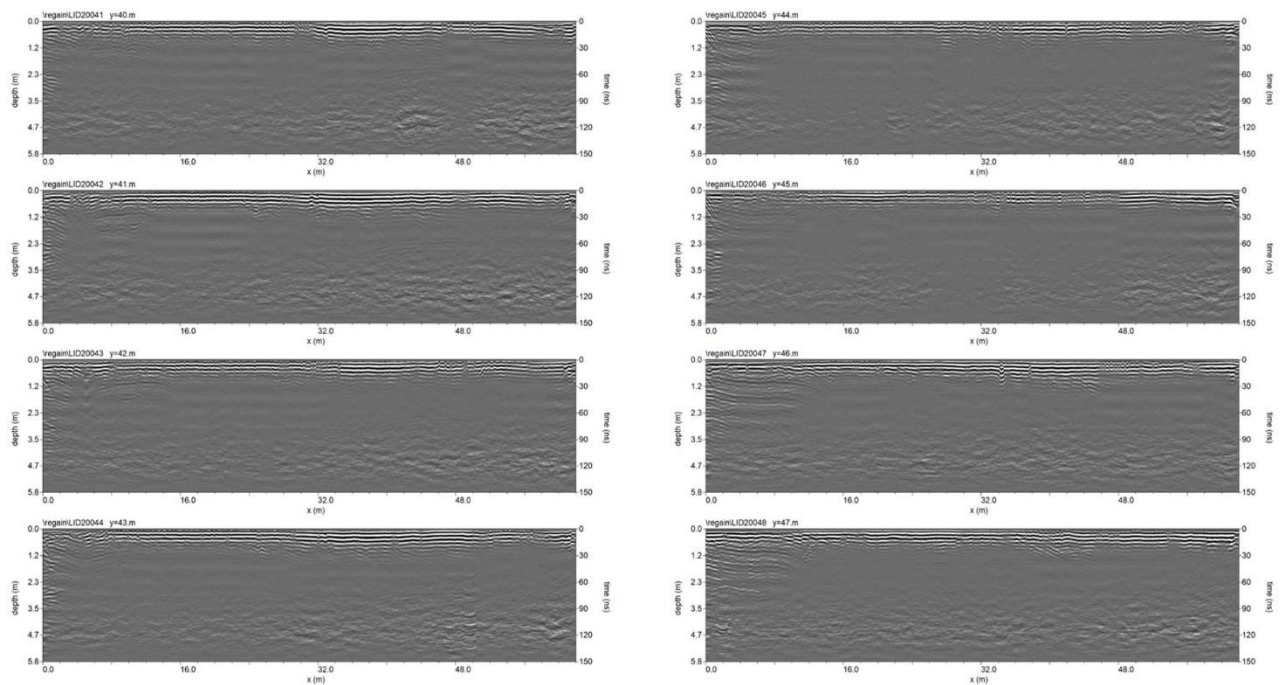 \regain\LID20041 y=40.m
0.0 1.2 2.3 3.5 4.7 5.8
depth (m)
0 30 60 90 120 150
time (ns)
0.0 16.0 32.0 48.0
x (m)
\regain\LID20042 y=41.m
0.0 1.2 2.3 3.5 4.7 5.8
depth (m)
0 30 60 90 120 150
time (ns)
0.0 16.0 32.0 48.0
x (m)
\regain\LID20043 y=42.m
0.0 1.2 2.3 3.5 4.7 5.8
depth (m)
0 30 60 90 120 150
time (ns)
0.0 16.0 32.0 48.0
x (m)
\regain\LID20044 y=43.m
0.0 1.2 2.3 3.5 4.7 5.8
depth (m)
0 30 60 90 120 150
time (ns)
0.0 16.0 32.0 48.0
x (m)
\regain\LID20045 y=44.m
0.0 1.2 2.3 3.5 4.7 5.8
depth (m)
0 30 60 90 120 150
time (ns)
0.0 16.0 32.0 48.0
x (m)
\regain\LID20046 y=45.m
0.0 1.2 2.3 3.5 4.7 5.8
depth (m)
0 30 60 90 120 150
time (ns)
0.0 16.0 32.0 48.0
x (m)
\regain\LID20047 y=46.m
0.0 1.2 2.3 3.5 4.7 5.8
depth (m)
0 30 60 90 120 150
time (ns)
0.0 16.0 32.0 48.0
x (m)
\regain\LID20048 y=47.m
0.0 1.2 2.3 3.5 4.7 5.8
depth (m)
0 30 60 90 120 150
time (ns)
0.0 16.0 32.0 48.0
x (m)